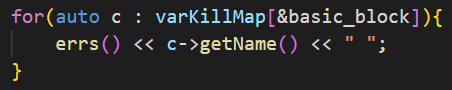 for(auto c : varKillMap[&basic_block]){
    errs() << c->getName() << " ";
}